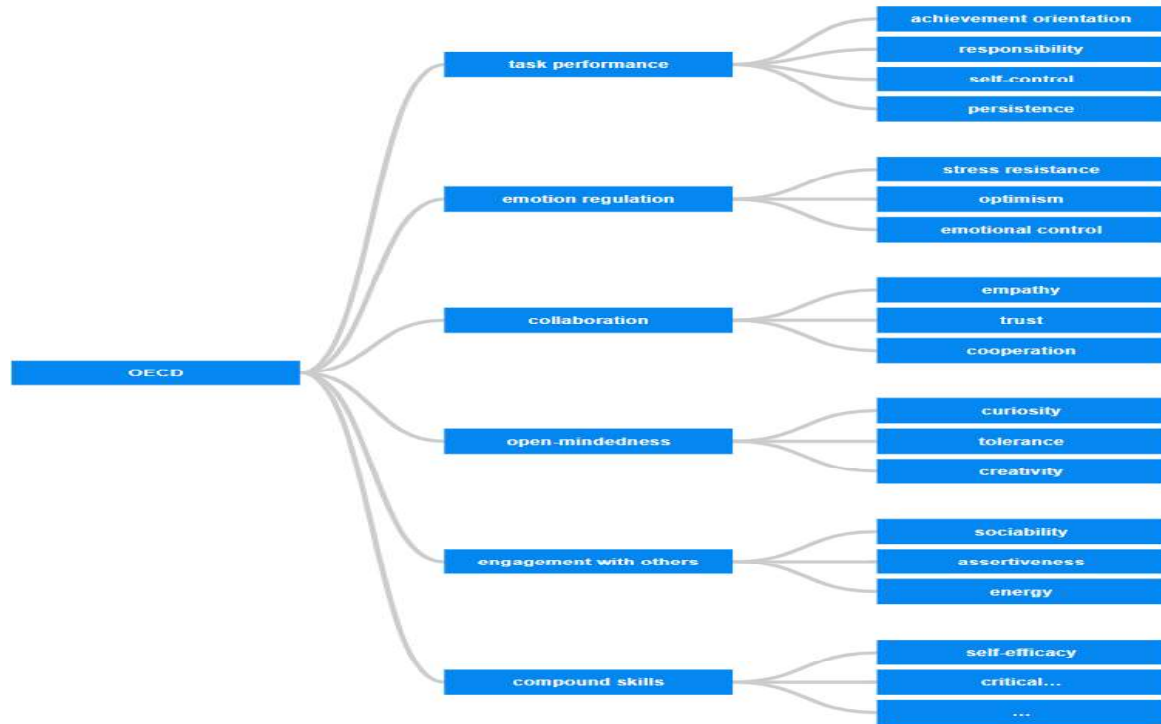 OECD
task performance
achievement orientation
responsibility
self-control
persistence
emotion regulation
stress resistance
optimism
emotional control
collaboration
empathy
trust
cooperation
open-mindedness
curiosity
tolerance
creativity
engagement with others
sociability
assertiveness
energy
compound skills
self-efficacy
critical...
...